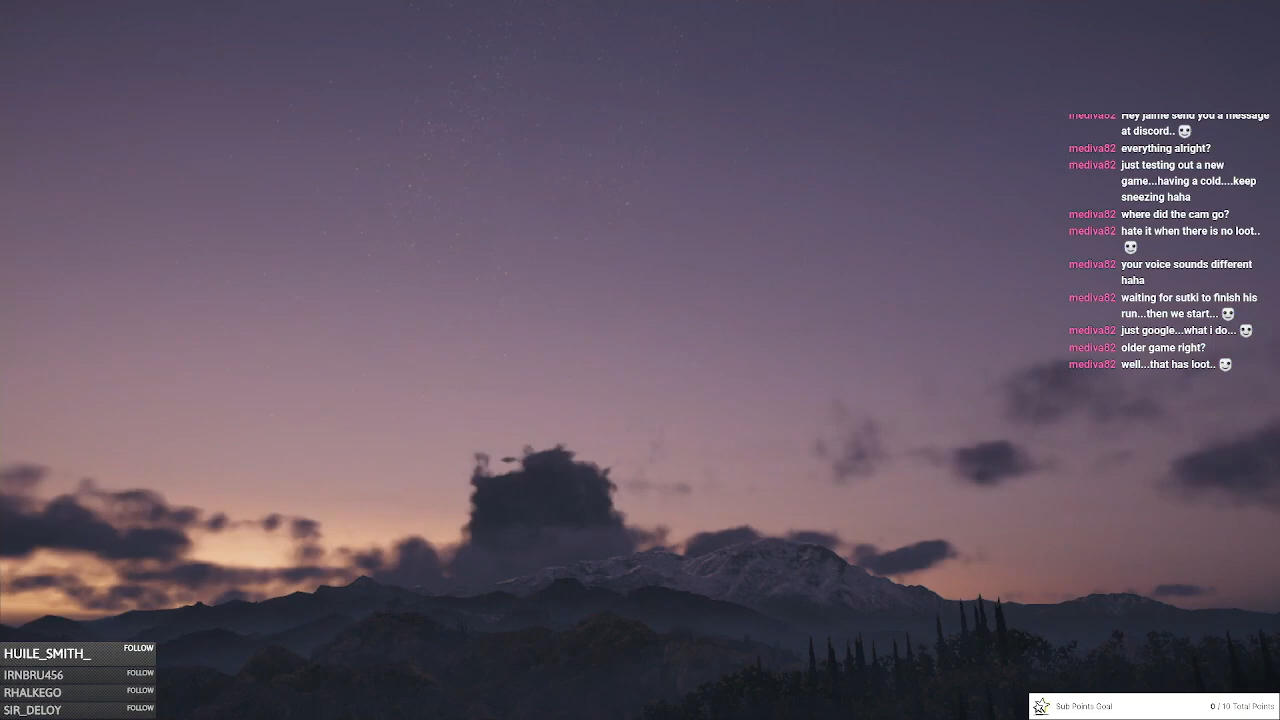 mediva82 Hey jaime send you a message
at discord..
mediva82 everything alright?
mediva82 just testing out a new
game...having a cold....keep
sneezing haha
mediva82 where did the cam go?
mediva82 hate it when there is no loot..
mediva82 your voice sounds different
haha
mediva82 waiting for sutki to finish his
run...then we start...
mediva82 just google...what i do...
mediva82 older game right?
mediva82 well...that has loot..
HUILE_SMITH_ FOLLOW
IRNBRU456 FOLLOW
RHALKEGO FOLLOW
SIR_DELOY FOLLOW
Sub Points Goal 0 / 10 Total Points